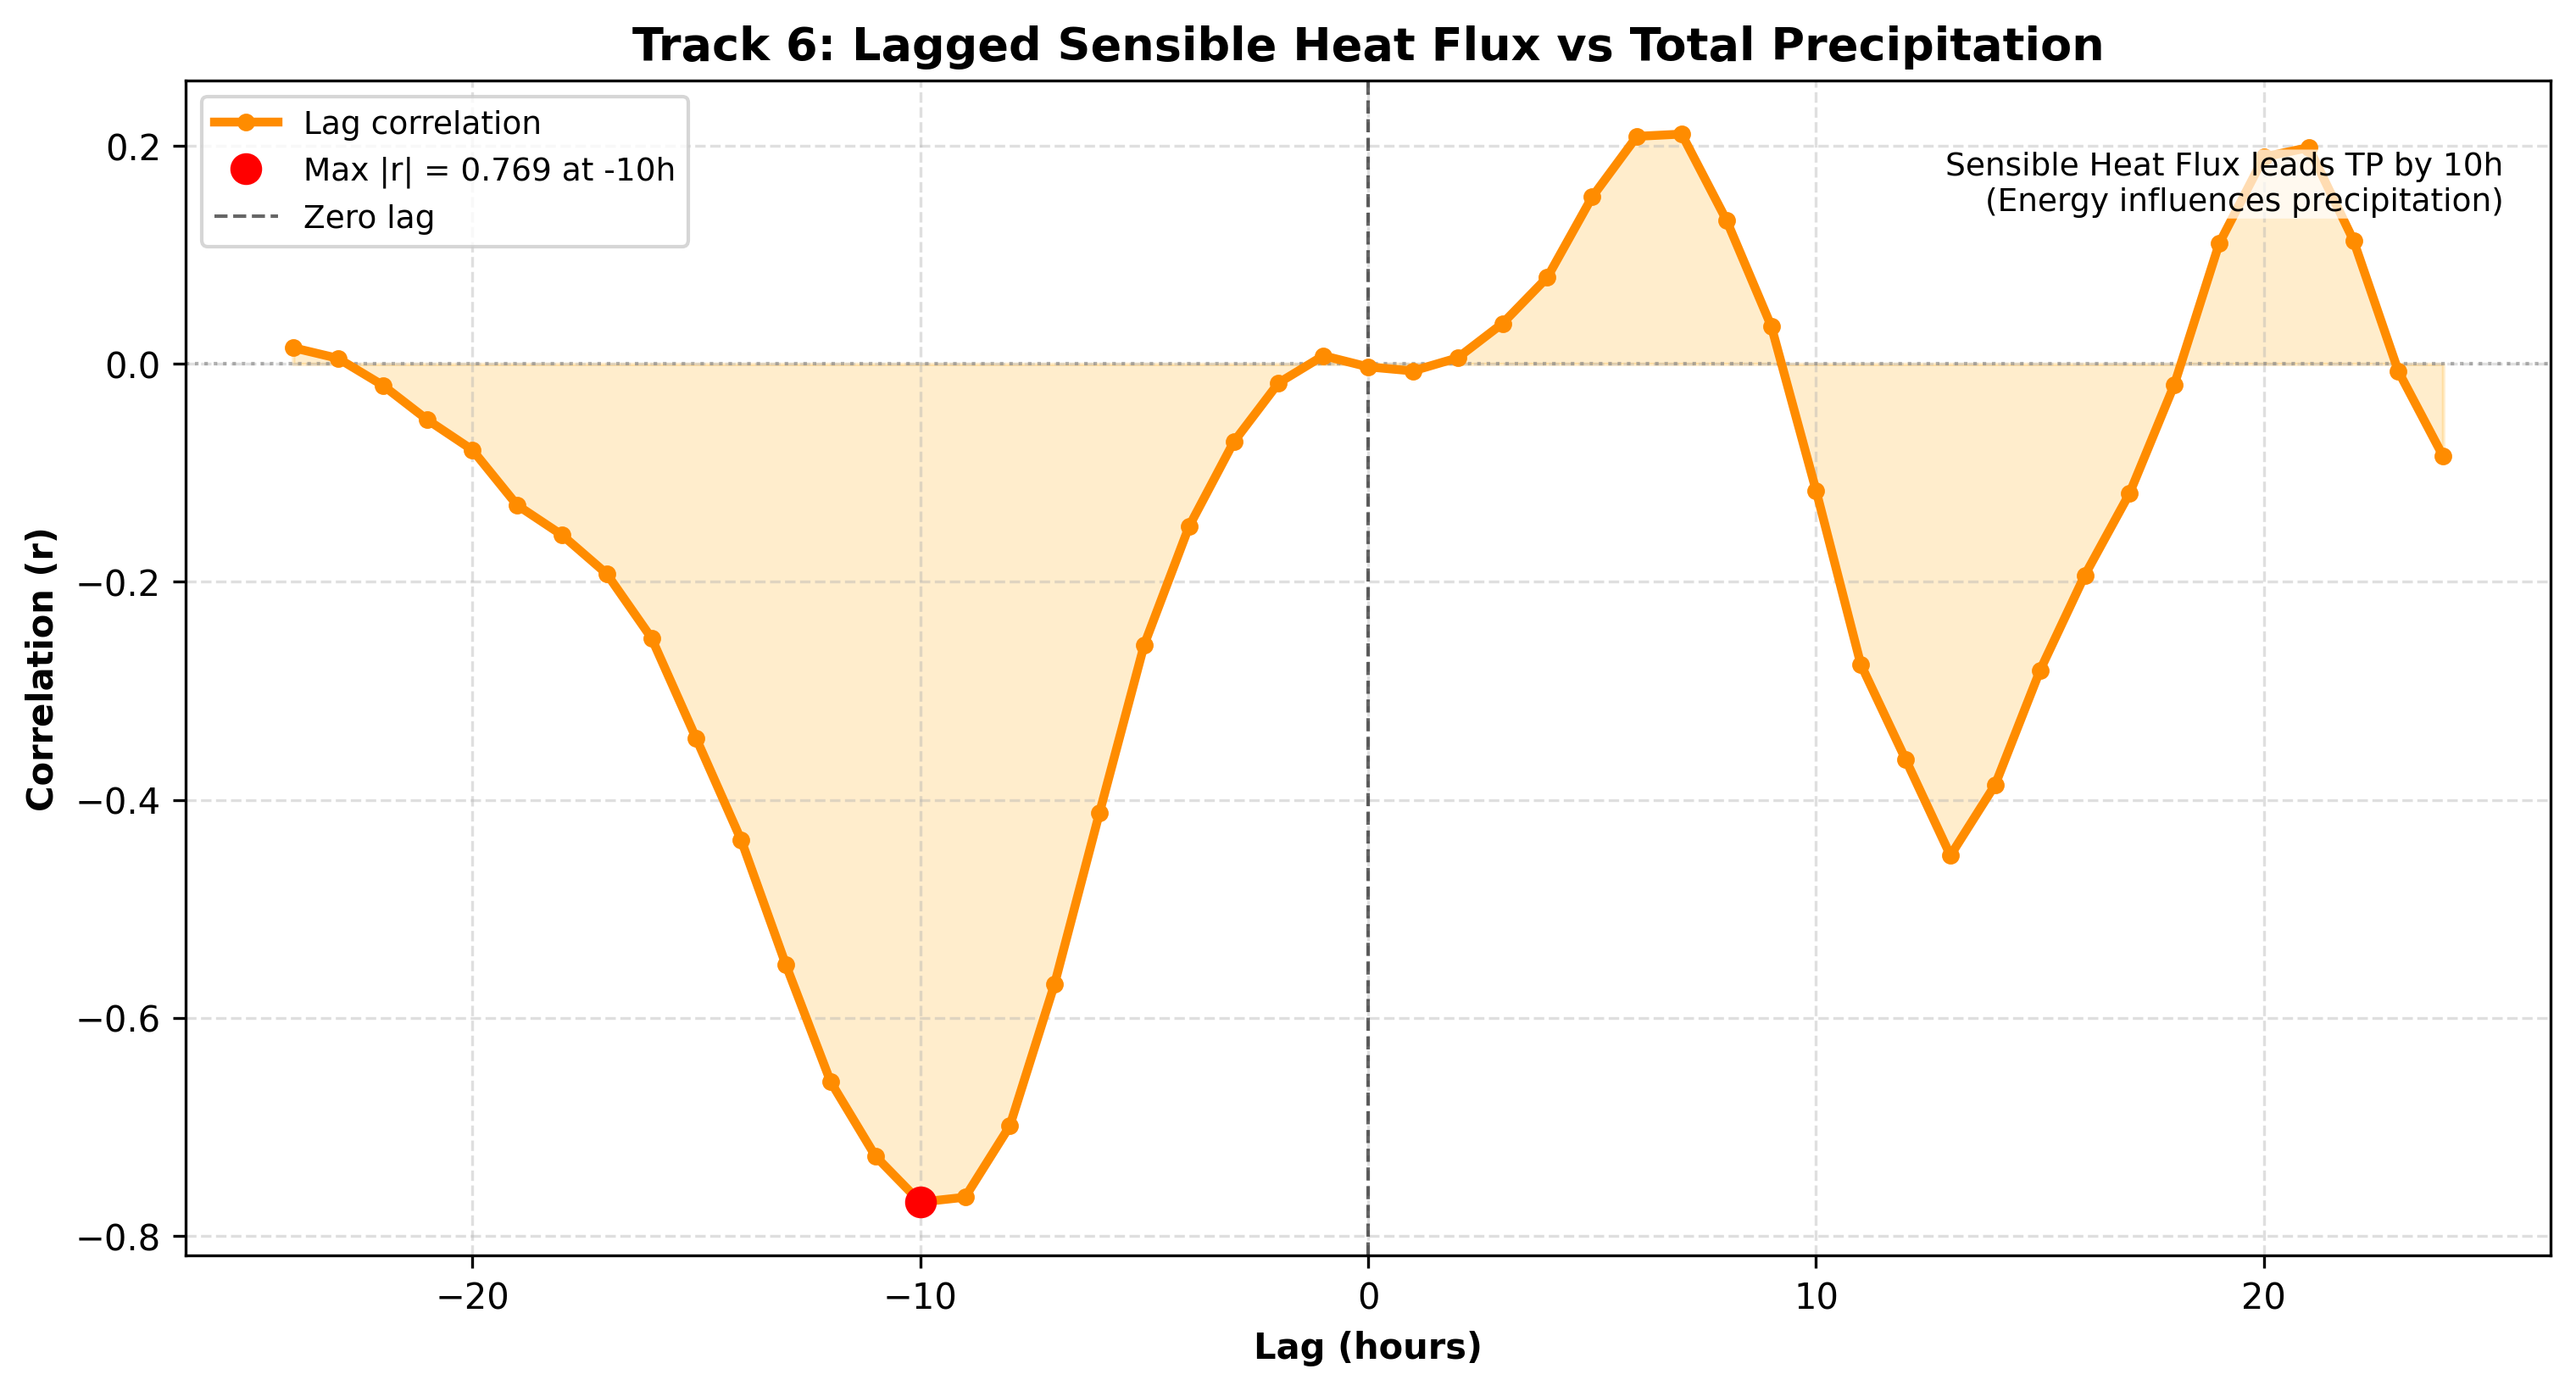 Track 6: Lagged Sensible Heat Flux vs Total Precipitation
Lag correlation
Max |r| = 0.769 at -10h
Zero lag
Sensible Heat Flux leads TP by 10h
(Energy influences precipitation)
Correlation (r)
0.2
0.0
−0.2
−0.4
−0.6
−0.8
−20
−10
0
10
20
Lag (hours)